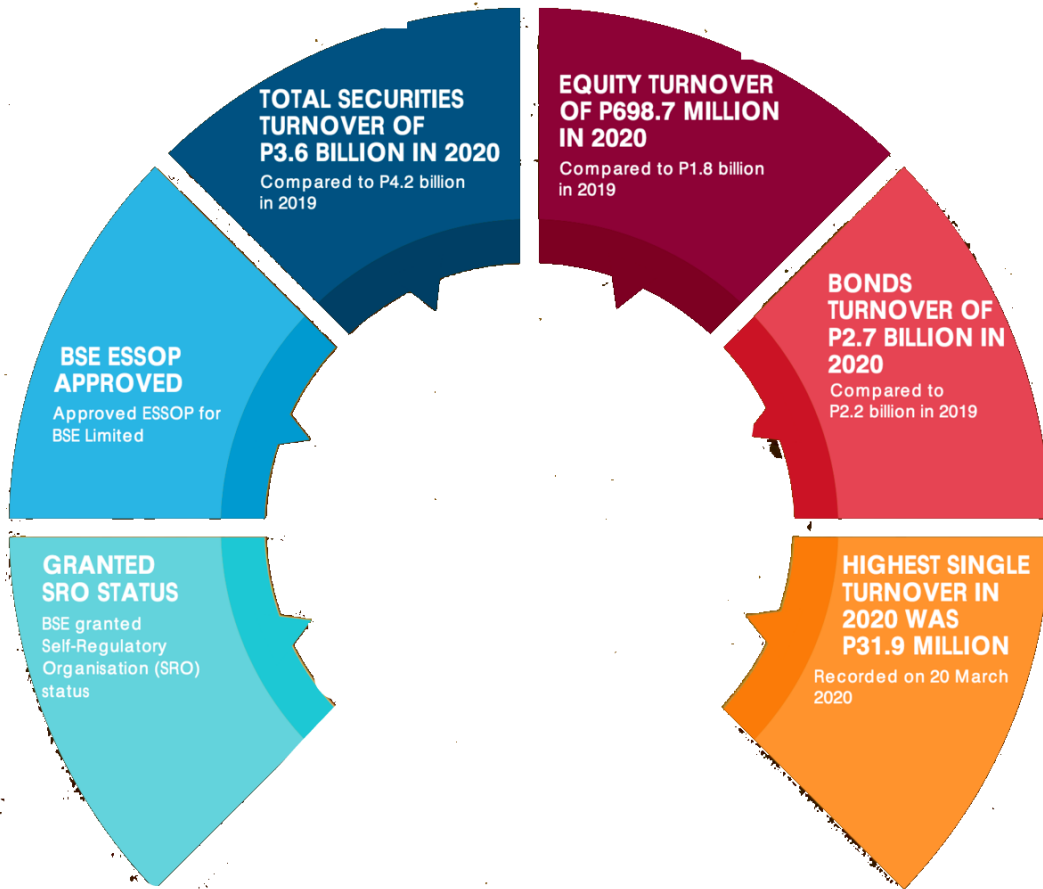 TOTAL SECURITIES
TURNOVER OF
P3.6 BILLION IN 2020
Compared to P4.2 billion
in 2019
EQUITY TURNOVER
OF P698.7 MILLION
IN 2020
Compared to P1.8 billion
in 2019
BONDS
TURNOVER OF
P2.7 BILLION IN
2020
Compared to
P2.2 billion in 2019
BSE ESSOP
APPROVED
Approved ESSOP for
BSE Limited
GRANTED
SRO STATUS
BSE granted
Self-Regulatory
Organisation (SRO)
status
HIGHEST SINGLE
TURNOVER IN
2020 WAS
P31.9 MILLION
Recorded on 20 March
2020